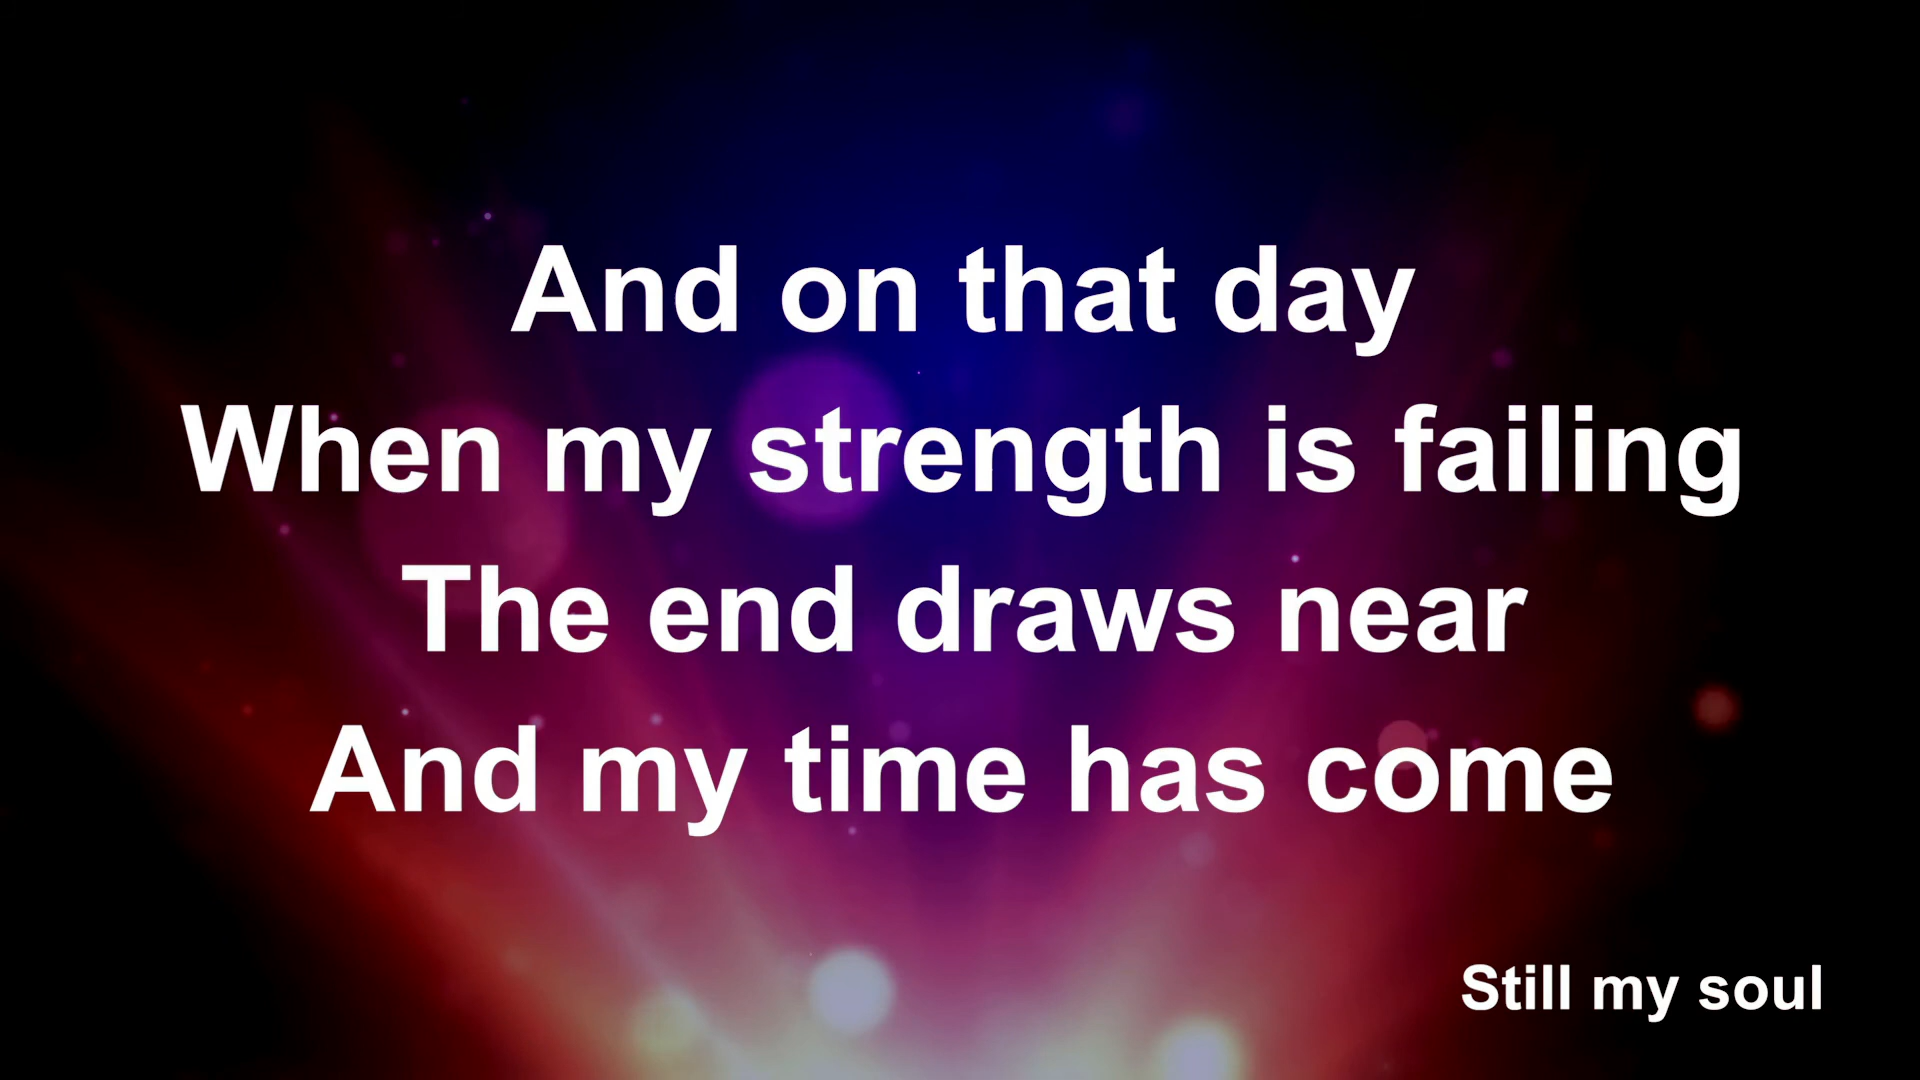 And on that day
When my strength is failing
The end draws near
And my time has come
Still my soul